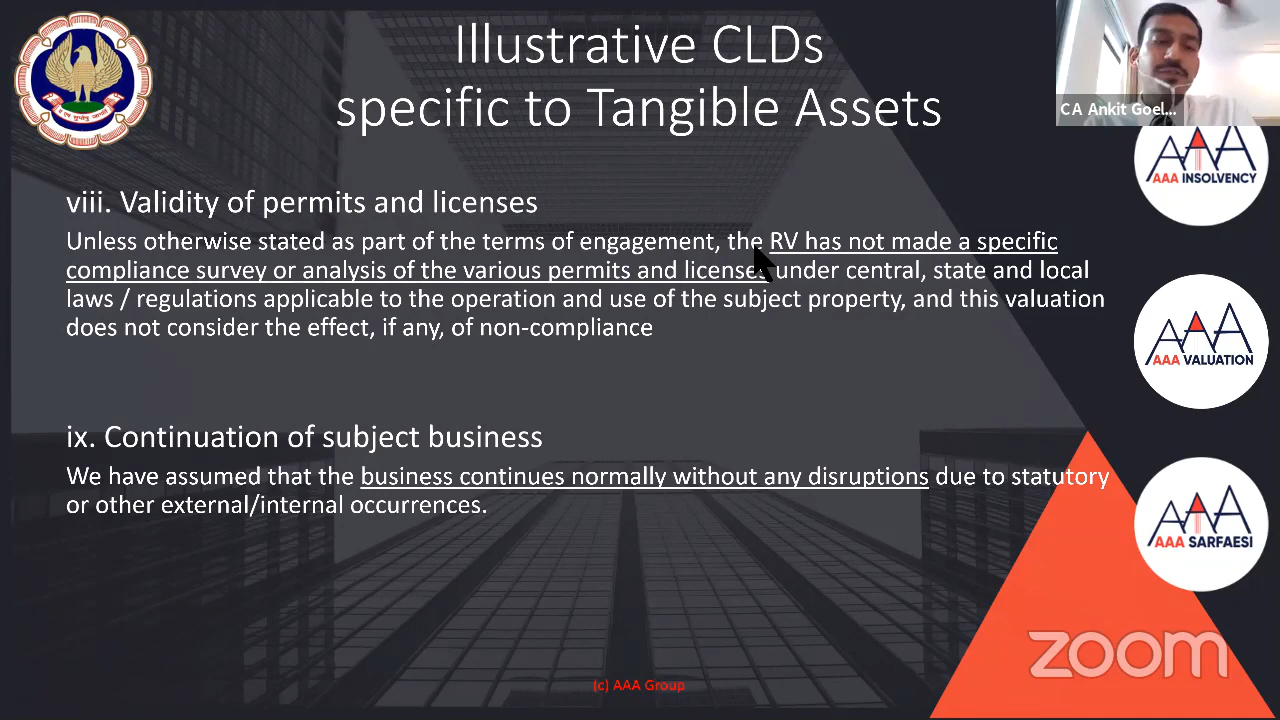 Illustrative CLDs
specific to Tangible Assets
CA Ankit Goel...
viii. Validity of permits and licenses
Unless otherwise stated as part of the terms of engagement, the RV has not made a specific
compliance survey or analysis of the various permits and licenses under central, state and local
laws / regulations applicable to the operation and use of the subject property, and this valuation
does not consider the effect, if any, of non-compliance
ix. Continuation of subject business
We have assumed that the business continues normally without any disruptions due to statutory
or other external/internal occurrences.
AAA INSOLVENCY
AAA VALUATION
AAA SARFAESI
zoom
(c) AAA Group